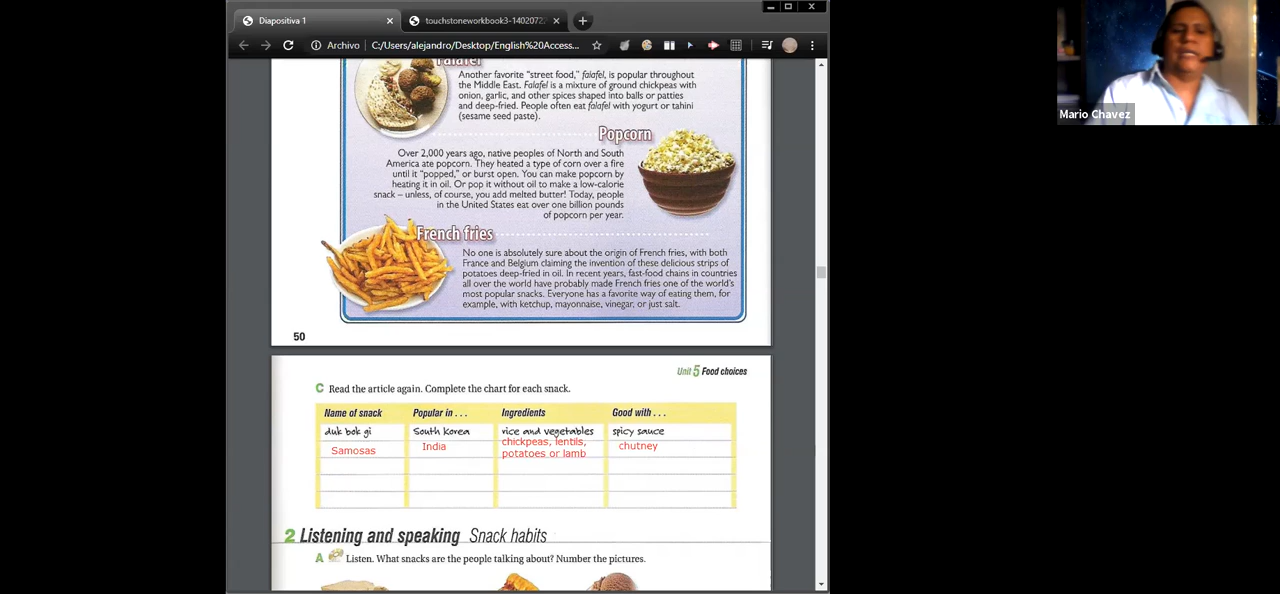 Diapositiva 1
touchstoneworkbook3-14020722
Archivo
C:/Users/alejandro/Desktop/English%20Access...
Falafel
Another favorite “street food,” falafel, is popular throughout
the Middle East. Falafel is a mixture of ground chickpeas with
onion, garlic, and other spices shaped into balls or patties
and deep-fried. People often eat falafel with yogurt or tahini
(sesame seed paste).
Popcorn
Over 2,000 years ago, native peoples of North and South
America ate popcorn. They heated a type of corn over a fire
until it “popped,” or burst open. You can make popcorn by
heating it in oil. Or pop it without oil to make a low-calorie
snack – unless, of course, you add melted butter! Today, people
in the United States eat over one billion pounds
of popcorn per year.
French fries
No one is absolutely sure about the origin of French fries, with both
France and Belgium claiming the invention of these delicious strips of
potatoes deep-fried in oil. In recent years, fast-food chains in countries
all over the world have probably made French fries one of the world's
most popular snacks. Everyone has a favorite way of eating them, for
example, with ketchup, mayonnaise, vinegar, or just salt.
50
Unit 5 Food choices
C Read the article again. Complete the chart for each snack.
Name of snack Popular in . . . Ingredients Good with . . .
duk bok gi South Korea rice and vegetables spicy sauce
Samosas India chickpeas, lentils, chutney
potatoes or lamb
2 Listening and speaking Snack habits
A Listen. What snacks are the people talking about? Number the pictures.
Mario Chavez